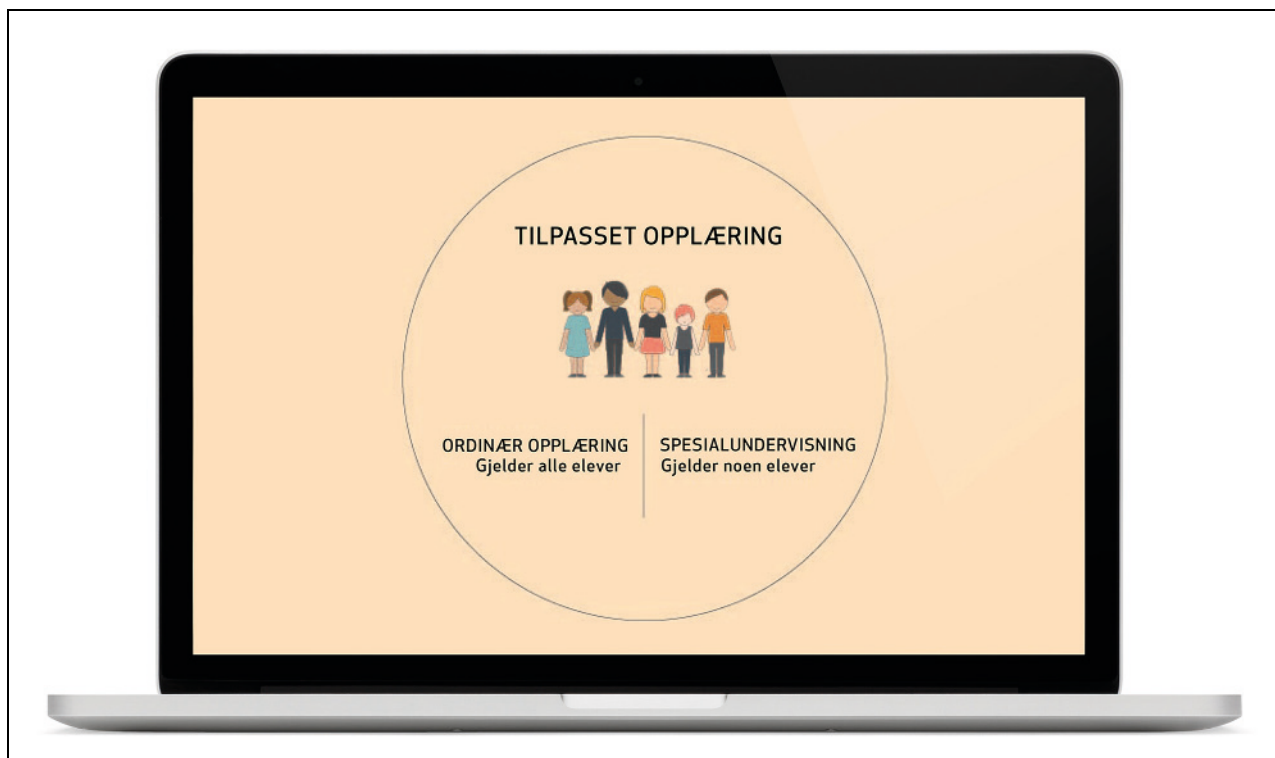 TILPASSET OPPLÆRING
ORDINÆR OPPLÆRING
Gjelder alle elever
SPESIALUNDERVISNING
Gjelder noen elever